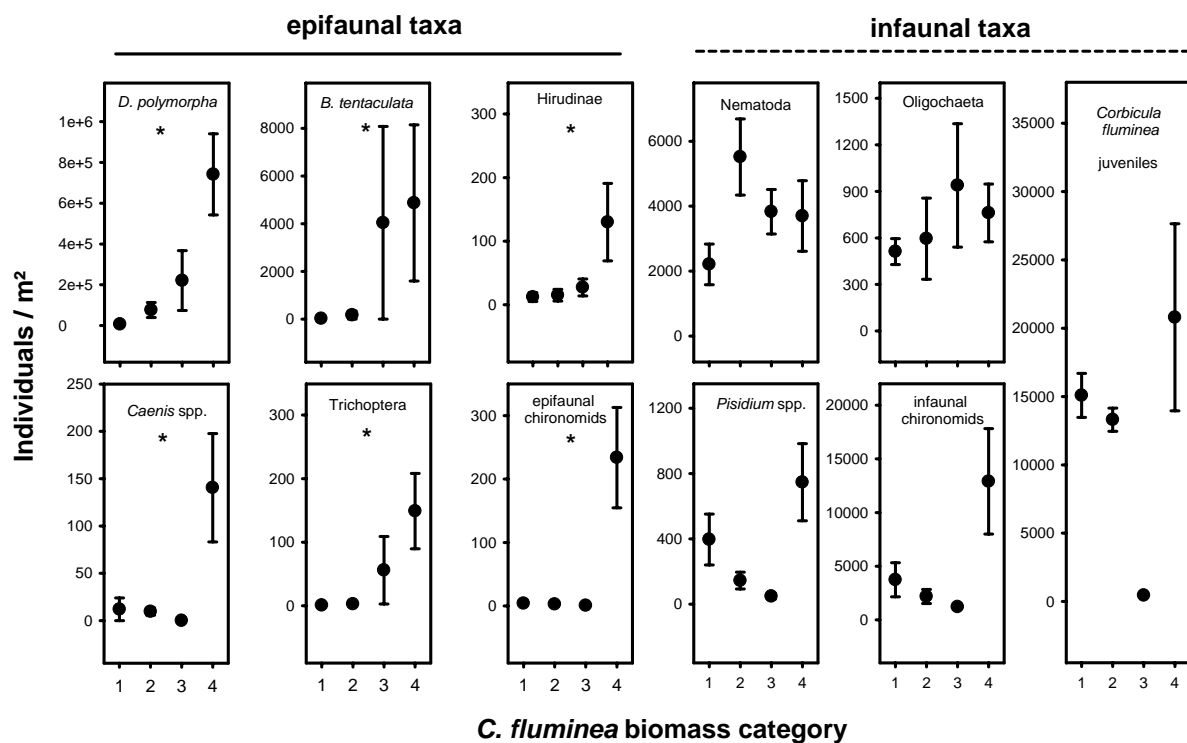 epifaunal taxa
infaunal taxa
Individuals / m²
D. polymorpha
*
1e+6
8e+5
6e+5
4e+5
2e+5
0
B. tentaculata
*
8000
6000
4000
2000
0
Hirudinae
*
300
200
100
0
Nematoda
6000
4000
2000
0
Oligochaeta
1500
1200
900
600
300
0
Corbicula
fluminea
juveniles
35000
30000
25000
20000
15000
10000
5000
0
1 2 3 4
Caenis spp.
*
250
200
150
100
50
0
1 2 3 4
Trichoptera
*
300
200
100
0
1 2 3 4
epifaunal
chironomids
*
300
200
100
0
1 2 3 4
Pisidium spp.
1200
800
400
0
1 2 3 4
infaunal
chironomids
20000
17500
15000
12500
10000
7500
5000
2500
0
1 2 3 4
C. fluminea biomass category